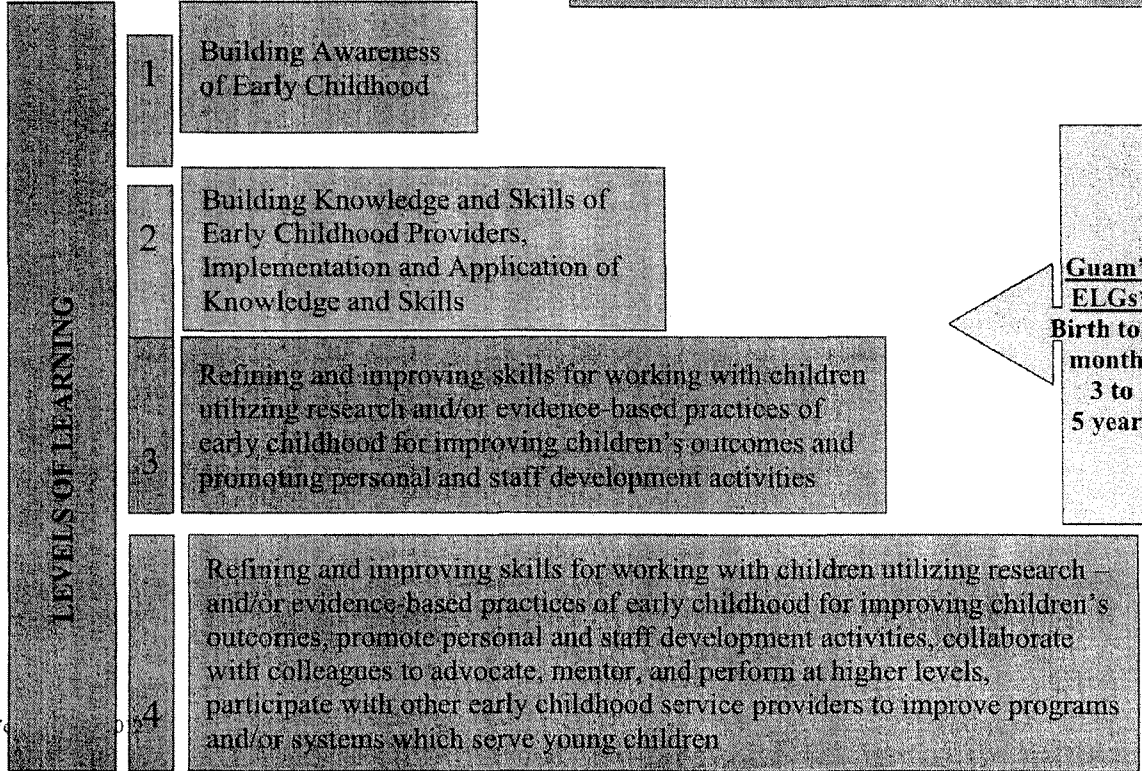 LEVELS OF LEARNING
1
Building Awareness
of Early Childhood
2
Building Knowledge and Skills of
Early Childhood Providers,
Implementation and Application of
Knowledge and Skills
3
Refining and improving skills for working with children
utilizing research and/or evidence-based practices of
early childhood for improving children's outcomes and
promoting personal and staff development activities
4
Refining and improving skills for working with children utilizing research –
and/or evidence-based practices of early childhood for improving children's
outcomes, promote personal and staff development activities, collaborate
with colleagues to advocate, mentor, and perform at higher levels,
participate with other early childhood service providers to improve programs
and/or systems which serve young children
Guam'
ELGs'
Birth to
month
3 to
5 year